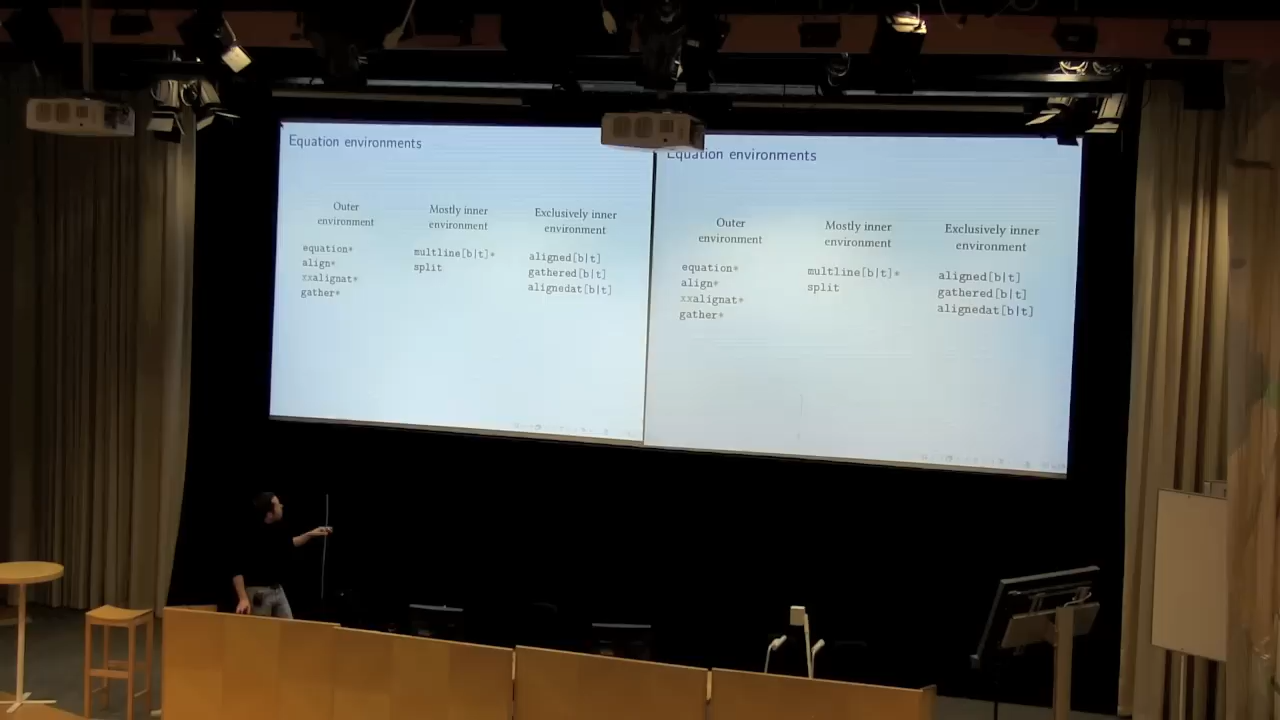 Equation environments
Outer
environment
equation*
align*
xxalignat*
gather*
Mostly inner
environment
multline[b|t]*
split
Exclusively inner
environment
aligned[b|t]
gathered[b|t]
alignedat[b|t]
Equation environments
Outer
environment
equation*
align*
xxalignat*
gather*
Mostly inner
environment
multline[b|t]*
split
Exclusively inner
environment
aligned[b|t]
gathered[b|t]
alignedat[b|t]